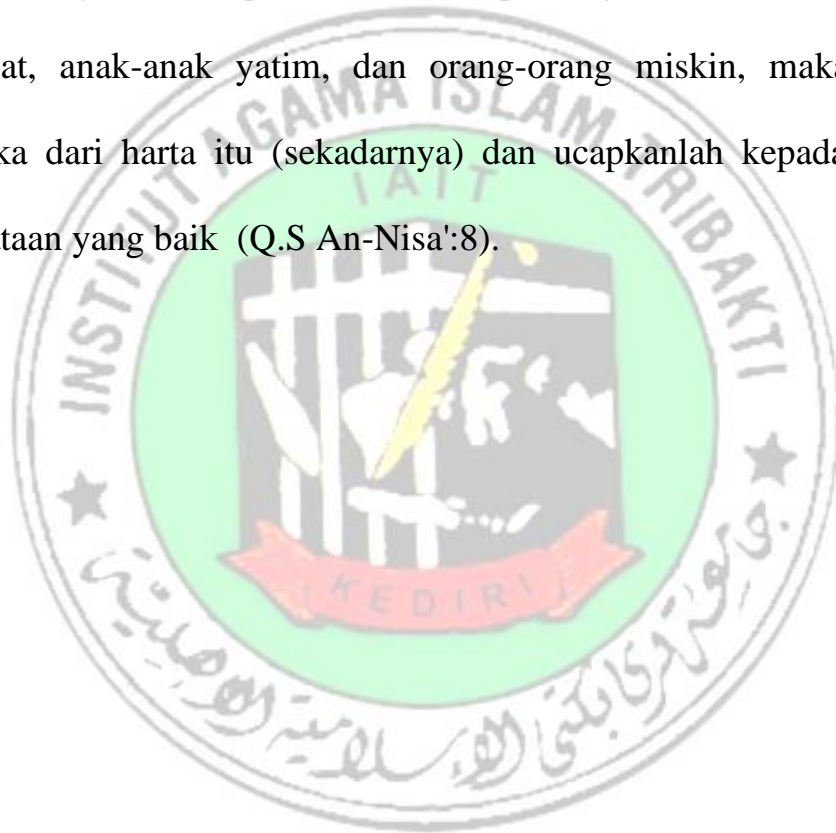 at, anak-anak yatim, dan orang-orang miskin, maka
ka dari harta itu (sekadarnya) dan ucapkanlah kepada
taan yang baik (Q.S An-Nisa':8).
INSTITUT AGAMA ISLAM TRIBAKTI
IAIT
KEDIRI